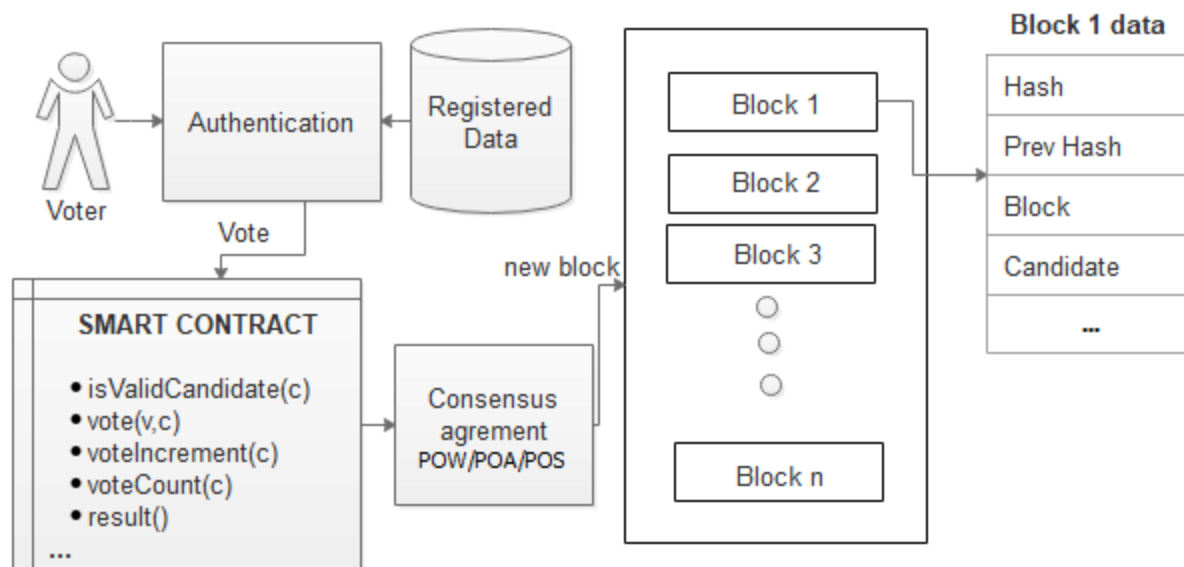 Voter
Authentication
Registered
Data
Vote
SMART CONTRACT
• isValidCandidate(c)
• vote(v,c)
• voteIncrement(c)
• voteCount(c)
• result()
...
Consensus
agrement
POW/POA/POS
new block
Block 1
Block 2
Block 3
Block n
Block 1 data
Hash
Prev Hash
Block
Candidate
...